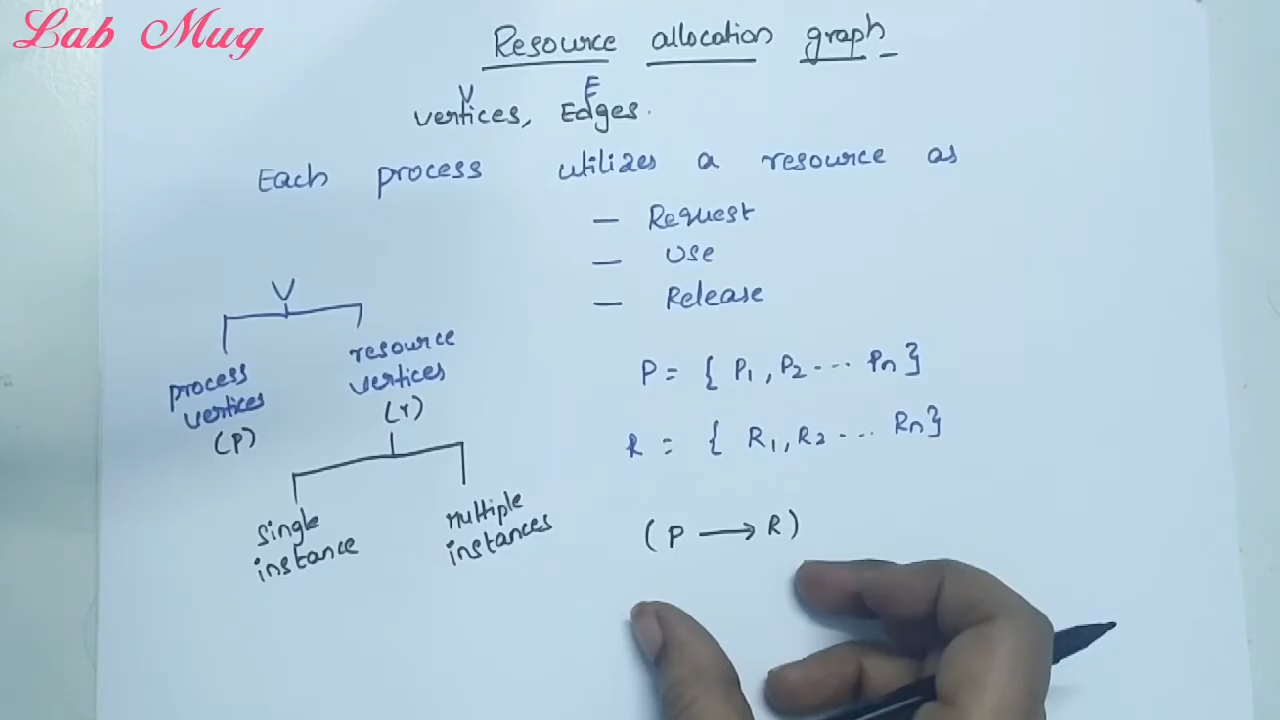 Lab Mug
Resource allocation graph
V E
vertices, Edges.
Each process utilizes a resource as
— Request
— Use
— Release
V
process vertices (P)
resource vertices (r)
single instance
multiple instances
P = { P1, P2 ... Pn }
R = { R1, R2 ... Rn }
(P → R)